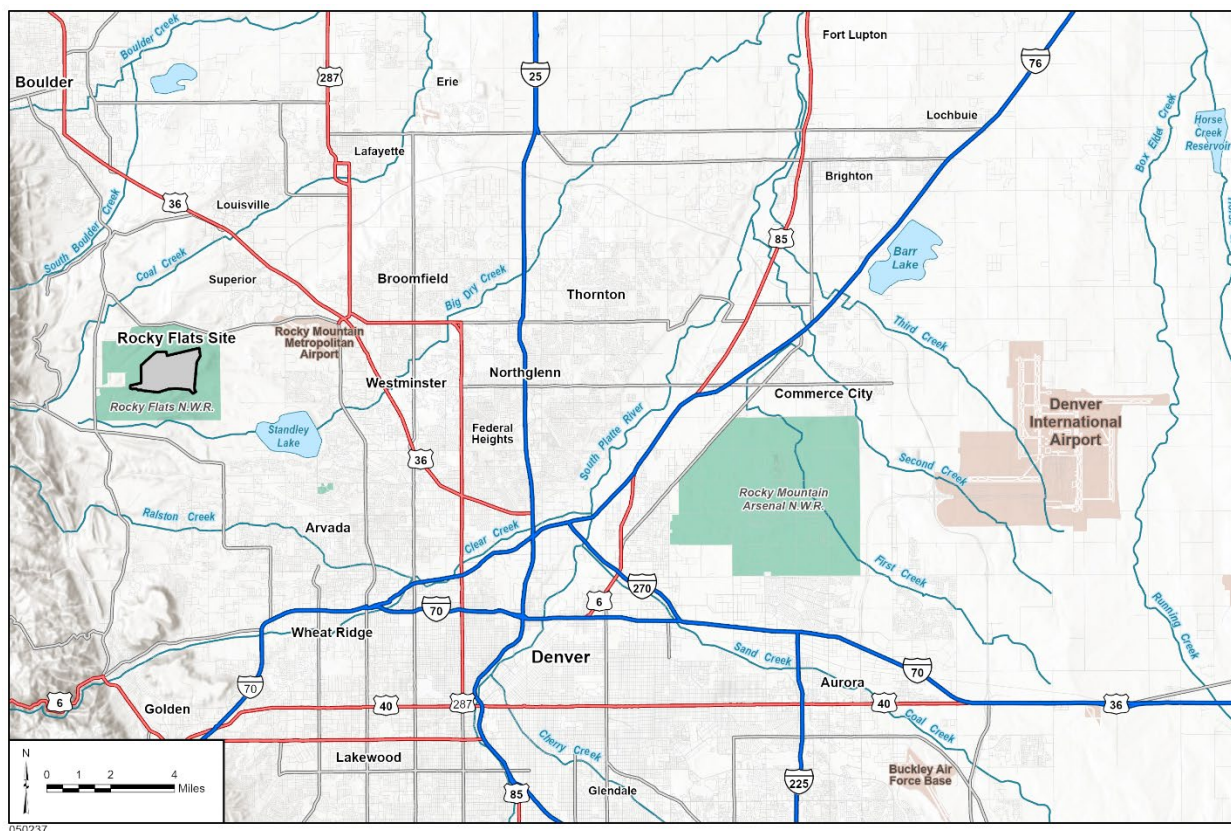 Boulder Creek
Boulder
287
25
Fort Lupton
76
Erie
Box Elder Creek
Horse
Creek
Reservoir
Lochbuie
Lafayette
Brighton
36
Louisville
South Boulder Creek
Coal Creek
85
Barr
Lake
Superior
Broomfield
Big Dry Creek
Thornton
Rocky Flats Site
Rocky Mountain
Metropolitan
Airport
Third Creek
Northglenn
Westminster
Commerce City
Rocky Flats N.W.R.
Denver
International
Airport
Standley
Lake
Federal
Heights
South Platte River
36
Second Creek
Rocky Mountain
Arsenal N.W.R.
Ralston Creek
Arvada
Clear Creek
First Creek
270
70
6
Running Creek
Wheat Ridge
Denver
Sand Creek
70
70
Aurora
6
Golden
40
287
40
36
Coal Creek
Cherry Creek
Lakewood
Buckley Air
Force Base
225
Glendale
85
N
0 1 2 4
Miles
050237